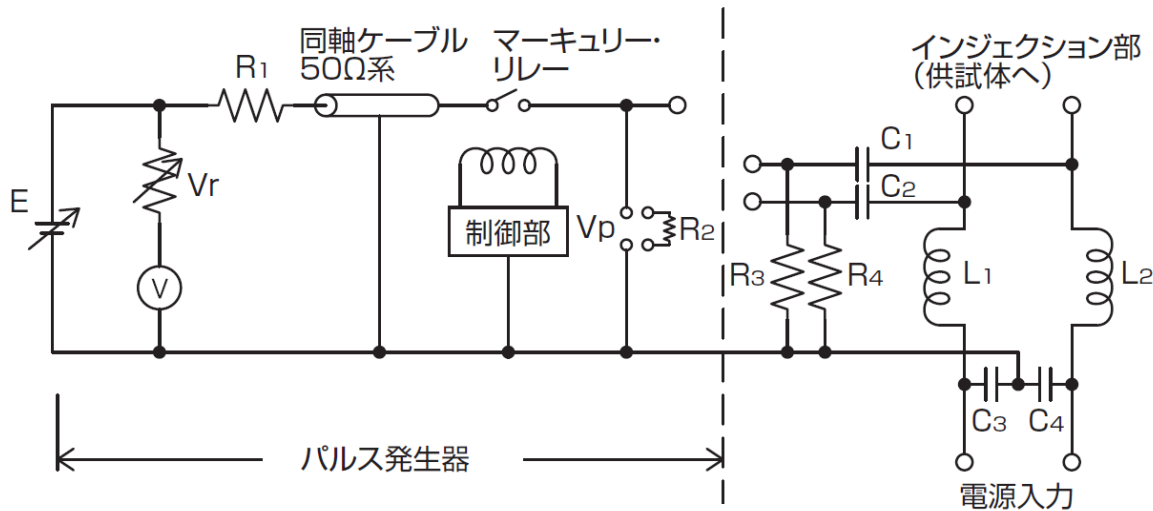 同軸ケーブル
50Ω系
マーキュリー・
リレー
インジェクション部
(供試体へ)
R1
C1
C2
Vr
E
制御部
Vp
R2
R3
R4
L1
L2
V
C3
C4
パルス発生器
電源入力